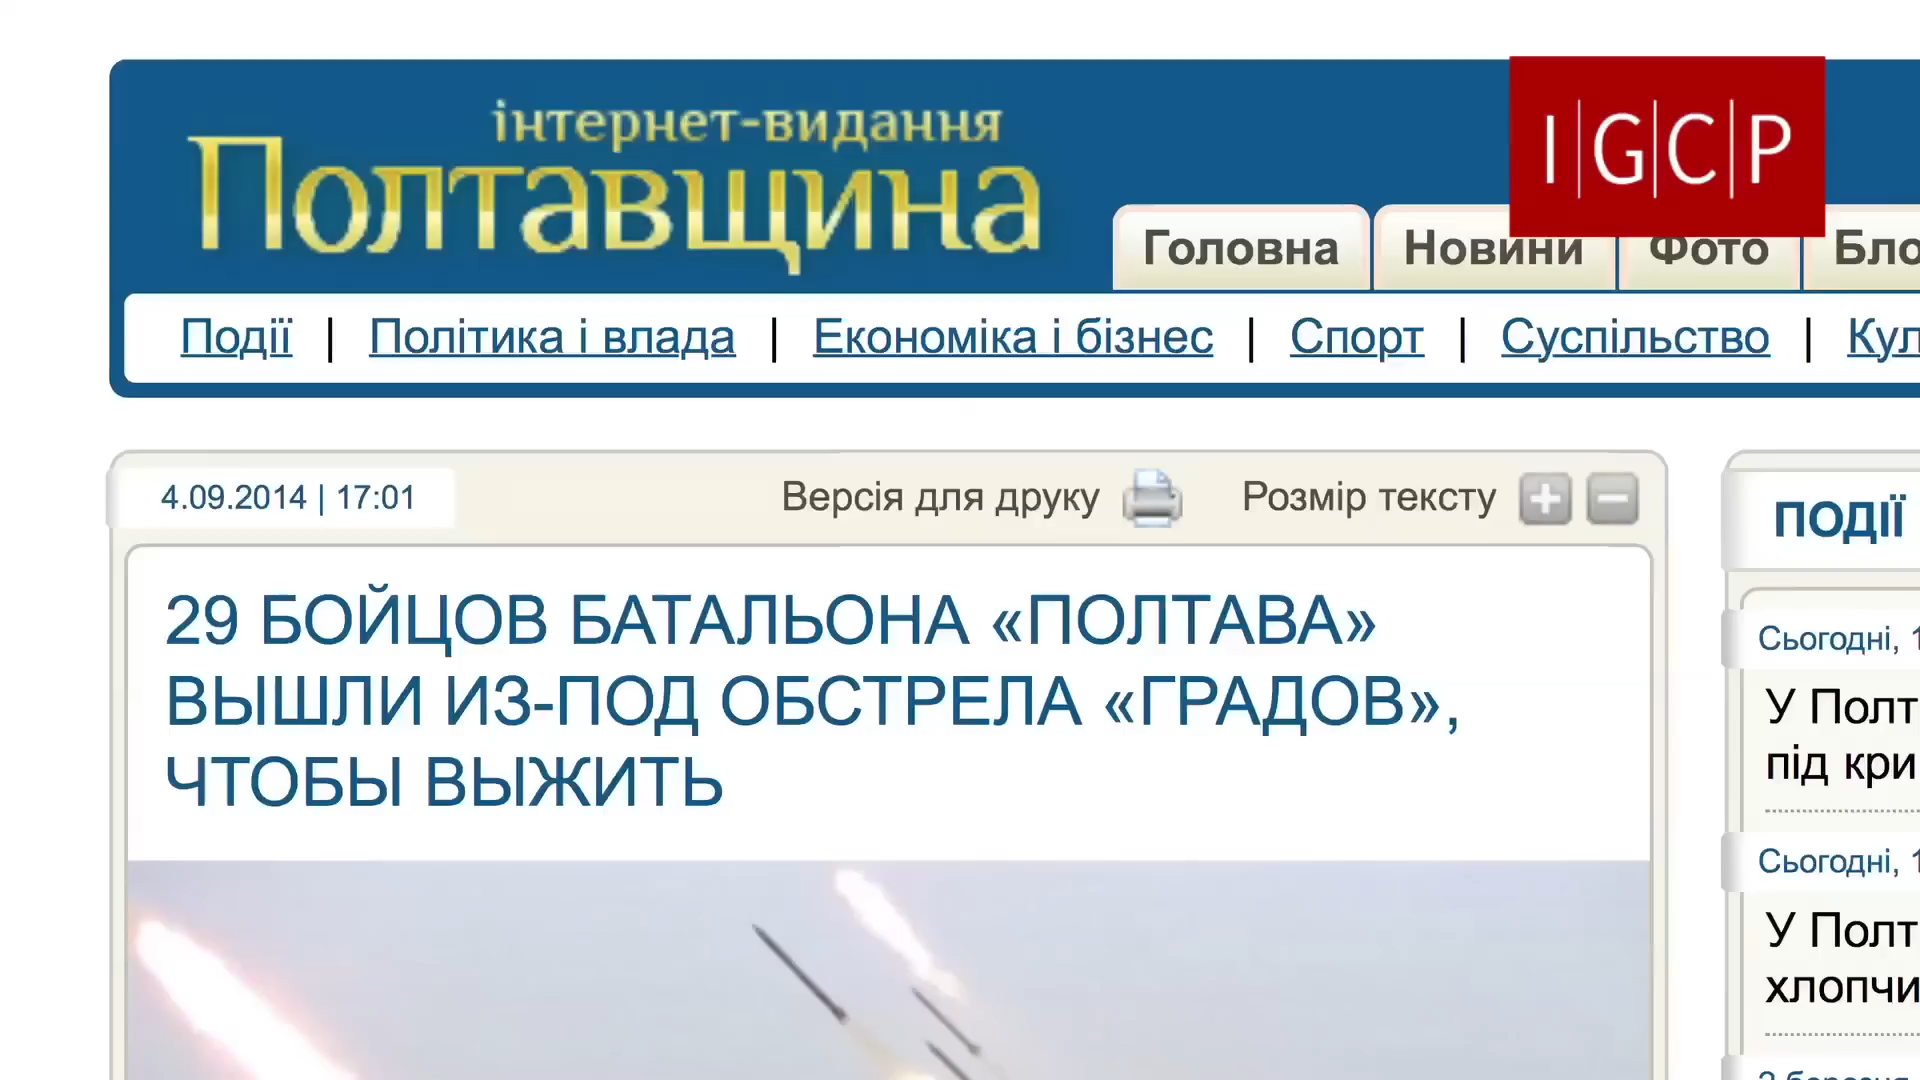 інтернет-видання
Полтавщина
I|G|C|P
Головна Новини Фото
Події | Політика і влада | Економіка і бізнес | Спорт | Суспільство |
4.09.2014 | 17:01 Версія для друку Розмір тексту
29 БОЙЦОВ БАТАЛЬОНА «ПОЛТАВА»
ВЫШЛИ ИЗ-ПОД ОБСТРЕЛА «ГРАДОВ»,
ЧТОБЫ ВЫЖИТЬ
ПОДІЇ
Сьогодні,
У
під
Сьогодні,
У